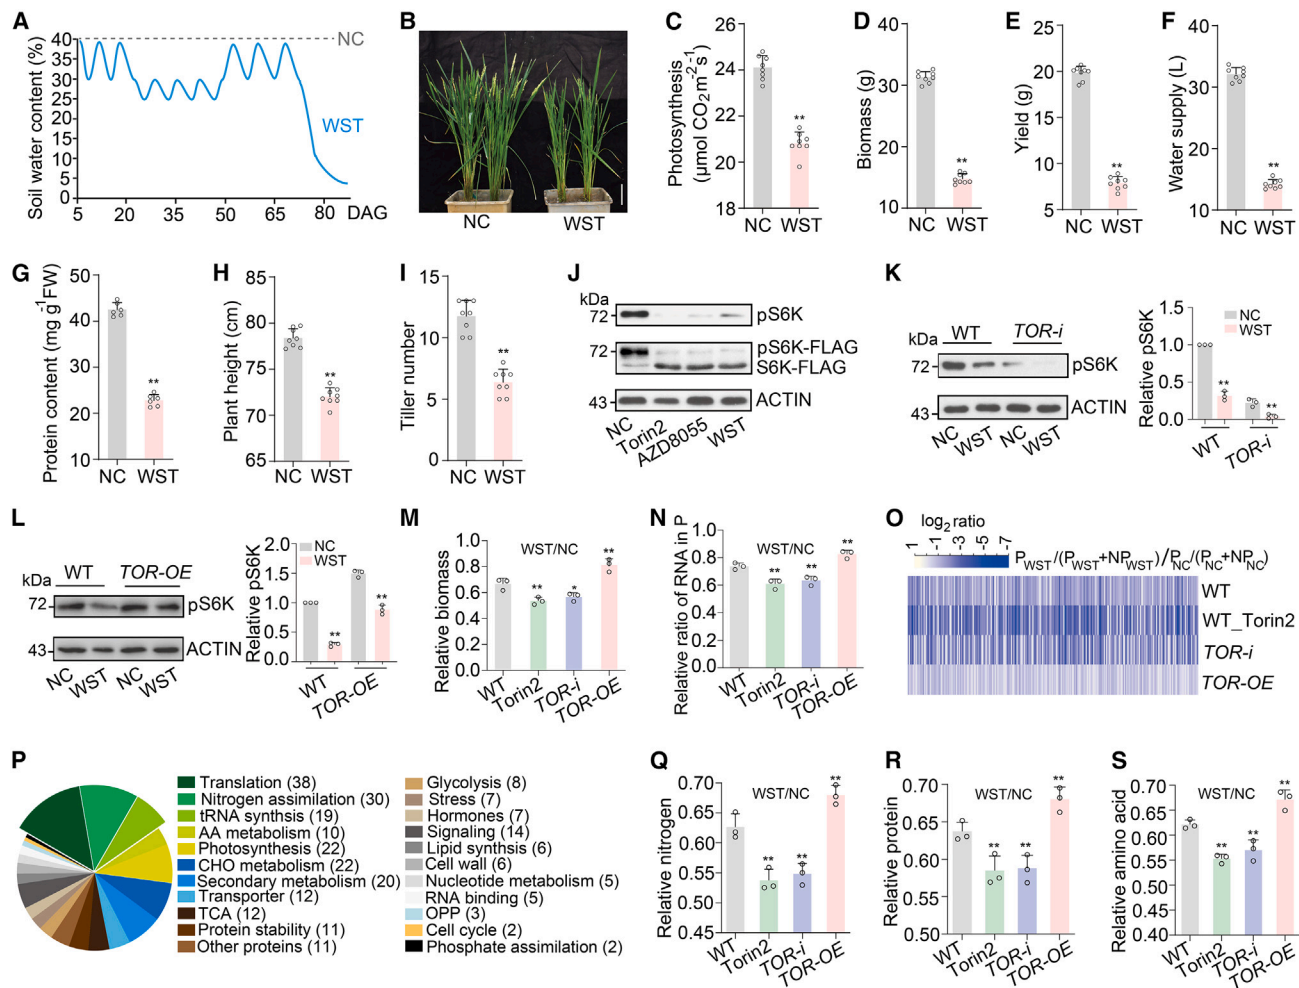 A
Soil water content (%)
40
35
30
25
20
15
10
5
0
5
20
35
50
65
80
DAG
NC
WST
B
NC
WST
C
Photosynthesis
(µmol CO2 m-2 s-1)
26
24
22
20
18
**
NC
WST
D
Biomass (g)
40
30
20
10
**
NC
WST
E
Yield (g)
25
20
15
10
5
**
NC
WST
F
Water supply (L)
40
30
20
10
**
NC
WST
G
Protein content (mg g-1FW)
50
40
30
20
10
**
NC
WST
H
Plant height (cm)
85
80
75
70
65
**
NC
WST
I
Tiller number
15
10
5
0
**
NC
WST
J
kDa
72
pS6K
72
pS6K-FLAG
S6K-FLAG
43
ACTIN
NC
Torin2
AZD8055
WST
K
WT
TOR-i
kDa
72
pS6K
43
ACTIN
NC
WST
NC
WST
Relative pS6K
1.5
1.0
0.5
0.0
NC
WST
**
**
WT
TOR-i
L
WT
TOR-OE
kDa
72
pS6K
43
ACTIN
NC
WST
NC
WST
Relative pS6K
2.0
1.5
1.0
0.5
0.0
NC
WST
**
**
WT
TOR-OE
M
Relative biomass
1.0
0.8
0.6
0.4
0.2
0.0
WST/NC
**
*
**
WT
Torin2
TOR-i
TOR-OE
N
Relative ratio of RNA in P
1.0
0.8
0.6
0.4
0.2
0.0
WST/NC
**
**
**
WT
Torin2
TOR-i
TOR-OE
O
log2 ratio
1 -1 -3 -5 -7
PWST/(PWST+NPWST)/PNC/(PNC+NPNC)
WT
WT_Torin2
TOR-i
TOR-OE
P
Translation (38)
Nitrogen assimilation (30)
tRNA synthsis (19)
AA metabolism (10)
Photosynthesis (22)
CHO metabolism (22)
Secondary metabolism (20)
Transporter (12)
TCA (12)
Protein stability (11)
Other proteins (11)
Glycolysis (8)
Stress (7)
Hormones (7)
Signaling (14)
Lipid synthsis (6)
Cell wall (6)
Nucleotide metabolism (5)
RNA binding (5)
OPP (3)
Cell cycle (2)
Phosphate assimilation (2)
Q
Relative nitrogen
0.70
0.65
0.60
0.55
0.50
0.45
WST/NC
**
**
**
WT
Torin2
TOR-i
TOR-OE
R
Relative protein
0.70
0.65
0.60
0.55
0.50
WST/NC
**
**
**
WT
Torin2
TOR-i
TOR-OE
S
Relative amino acid
0.70
0.65
0.60
0.55
0.50
0.45
0.40
WST/NC
**
**
**
WT
Torin2
TOR-i
TOR-OE